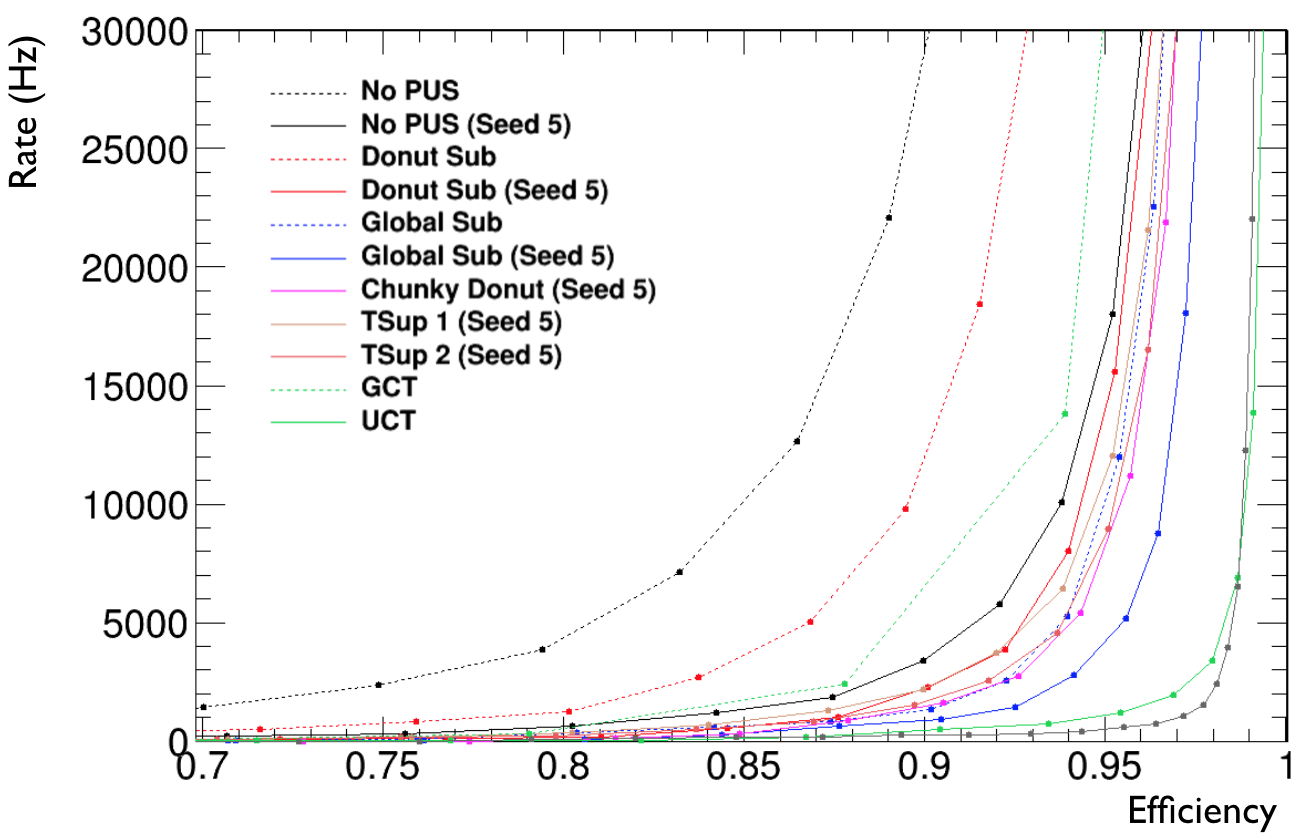 Rate (Hz)
30000
25000
20000
15000
10000
5000
0
No PUS
No PUS (Seed 5)
Donut Sub
Donut Sub (Seed 5)
Global Sub
Global Sub (Seed 5)
Chunky Donut (Seed 5)
TSup 1 (Seed 5)
TSup 2 (Seed 5)
GCT
UCT
0.7 0.75 0.8 0.85 0.9 0.95 1
Efficiency